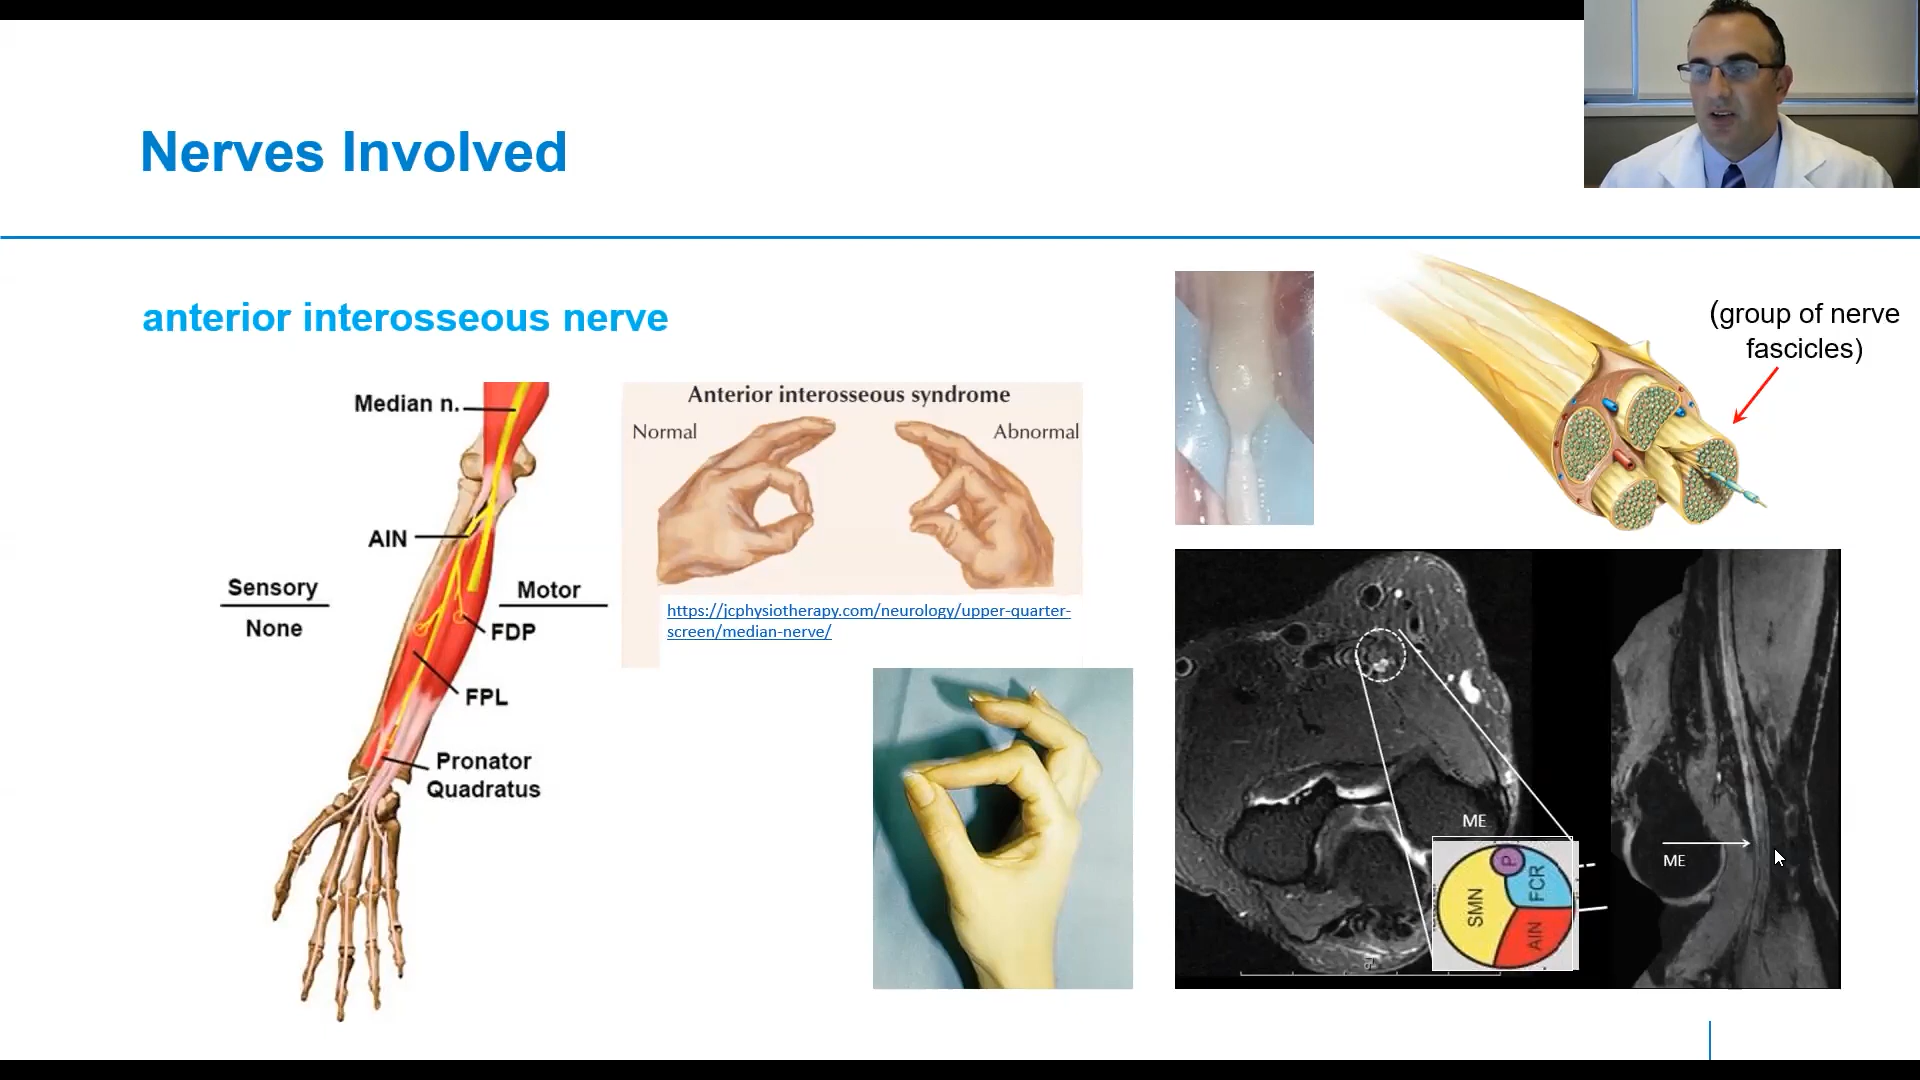 Nerves Involved
anterior interosseous nerve
Median n.
AIN
Sensory
None
Motor
FDP
FPL
Pronator
Quadratus
Anterior interosseous syndrome
Normal
Abnormal
https://jcphysiotherapy.com/neurology/upper-quarter-
screen/median-nerve/
(group of nerve
fascicles)
ME
P
SMN
FCR
AIN
ME